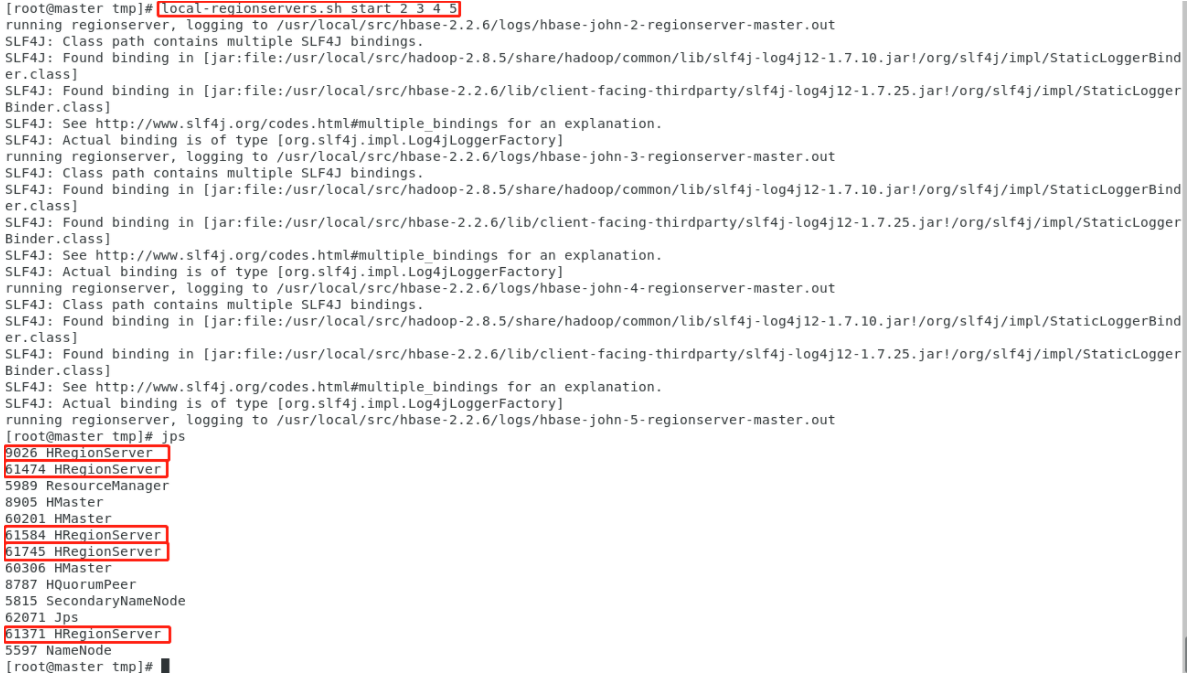 [root@master tmp]# local-regionservers.sh start 2 3 4 5
running regionserver, logging to /usr/local/src/hbase-2.2.6/logs/hbase-john-2-regionserver-master.out
SLF4J: Class path contains multiple SLF4J bindings.
SLF4J: Found binding in [jar:file:/usr/local/src/hadoop-2.8.5/share/hadoop/common/lib/slf4j-log4j12-1.7.10.jar!/org/slf4j/impl/StaticLoggerBind
er.class]
SLF4J: Found binding in [jar:file:/usr/local/src/hbase-2.2.6/lib/client-facing-thirdparty/slf4j-log4j12-1.7.25.jar!/org/slf4j/impl/StaticLogger
Binder.class]
SLF4J: See http://www.slf4j.org/codes.html#multiple_bindings for an explanation.
SLF4J: Actual binding is of type [org.slf4j.impl.Log4jLoggerFactory]
running regionserver, logging to /usr/local/src/hbase-2.2.6/logs/hbase-john-3-regionserver-master.out
SLF4J: Class path contains multiple SLF4J bindings.
SLF4J: Found binding in [jar:file:/usr/local/src/hadoop-2.8.5/share/hadoop/common/lib/slf4j-log4j12-1.7.10.jar!/org/slf4j/impl/StaticLoggerBind
er.class]
SLF4J: Found binding in [jar:file:/usr/local/src/hbase-2.2.6/lib/client-facing-thirdparty/slf4j-log4j12-1.7.25.jar!/org/slf4j/impl/StaticLogger
Binder.class]
SLF4J: See http://www.slf4j.org/codes.html#multiple_bindings for an explanation.
SLF4J: Actual binding is of type [org.slf4j.impl.Log4jLoggerFactory]
running regionserver, logging to /usr/local/src/hbase-2.2.6/logs/hbase-john-4-regionserver-master.out
SLF4J: Class path contains multiple SLF4J bindings.
SLF4J: Found binding in [jar:file:/usr/local/src/hadoop-2.8.5/share/hadoop/common/lib/slf4j-log4j12-1.7.10.jar!/org/slf4j/impl/StaticLoggerBind
er.class]
SLF4J: Found binding in [jar:file:/usr/local/src/hbase-2.2.6/lib/client-facing-thirdparty/slf4j-log4j12-1.7.25.jar!/org/slf4j/impl/StaticLogger
Binder.class]
SLF4J: See http://www.slf4j.org/codes.html#multiple_bindings for an explanation.
SLF4J: Actual binding is of type [org.slf4j.impl.Log4jLoggerFactory]
running regionserver, logging to /usr/local/src/hbase-2.2.6/logs/hbase-john-5-regionserver-master.out
[root@master tmp]# jps
9026 HRegionServer
61474 HRegionServer
5989 ResourceManager
8905 HMaster
60201 HMaster
61584 HRegionServer
61745 HRegionServer
60306 HMaster
8787 HQuorumPeer
5815 SecondaryNameNode
62071 Jps
61371 HRegionServer
5597 NameNode
[root@master tmp]#